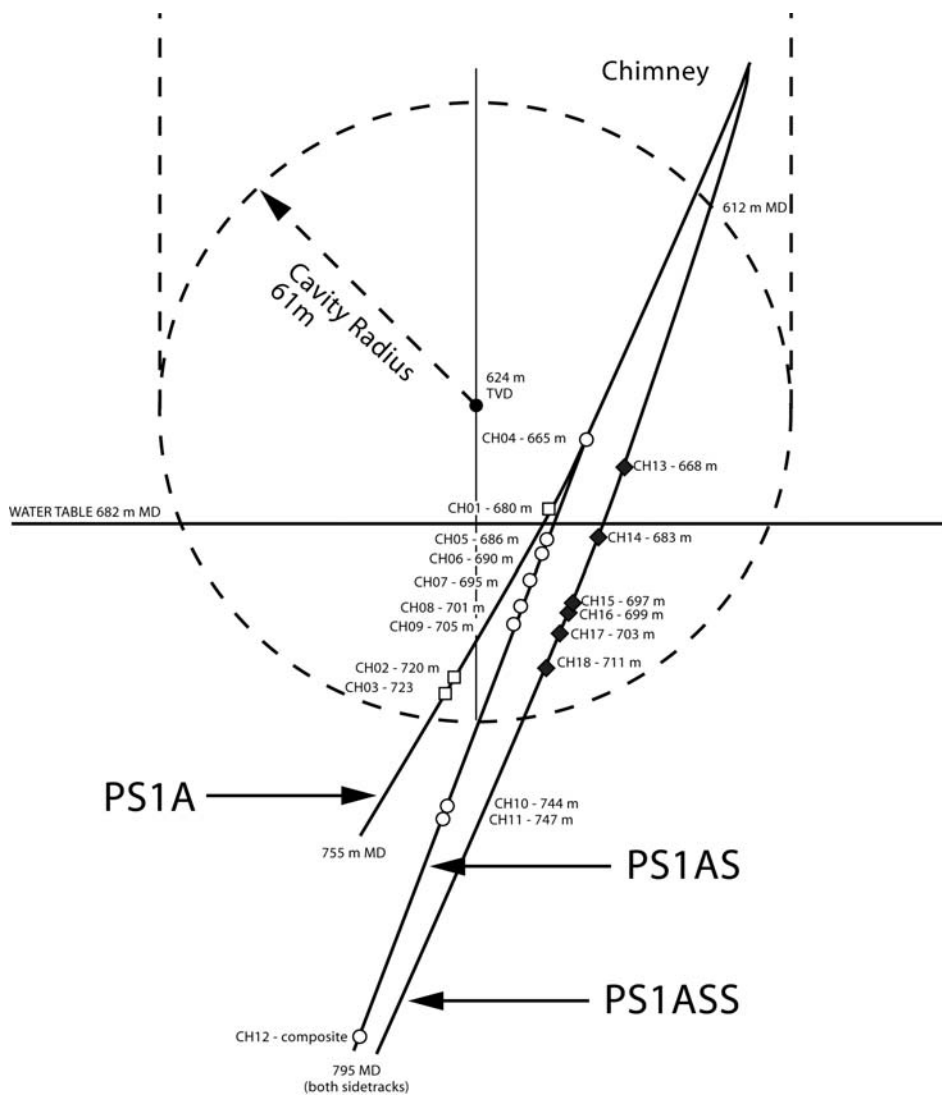 Chimney
612 m MD
Cavity Radius
61m
624 m
TVD
CH04 - 665 m
CH13 - 668 m
CH01 - 680 m
WATER TABLE 682 m MD
CH05 - 686 m
CH14 - 683 m
CH06 - 690 m
CH07 - 695 m
CH15 - 697 m
CH08 - 701 m
CH16 - 699 m
CH09 - 705 m
CH17 - 703 m
CH18 - 711 m
CH02 - 720 m
CH03 - 723
PS1A
CH10 - 744 m
CH11 - 747 m
755 m MD
PS1AS
PS1ASS
CH12 - composite
795 MD
(both sidetracks)